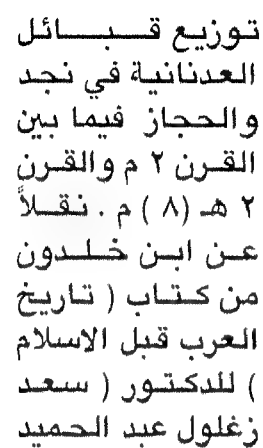 توزيع قبائل
العدنانية في نجد
والحجاز فيما بين
القرن ٢ م والقرن
٢ هـ (٨) م . نقلاً
عن ابن خلدون
من كتاب ( تاريخ
العرب قبل الاسلام
) للدكتور ( سعد
زغلول عبد الحميد